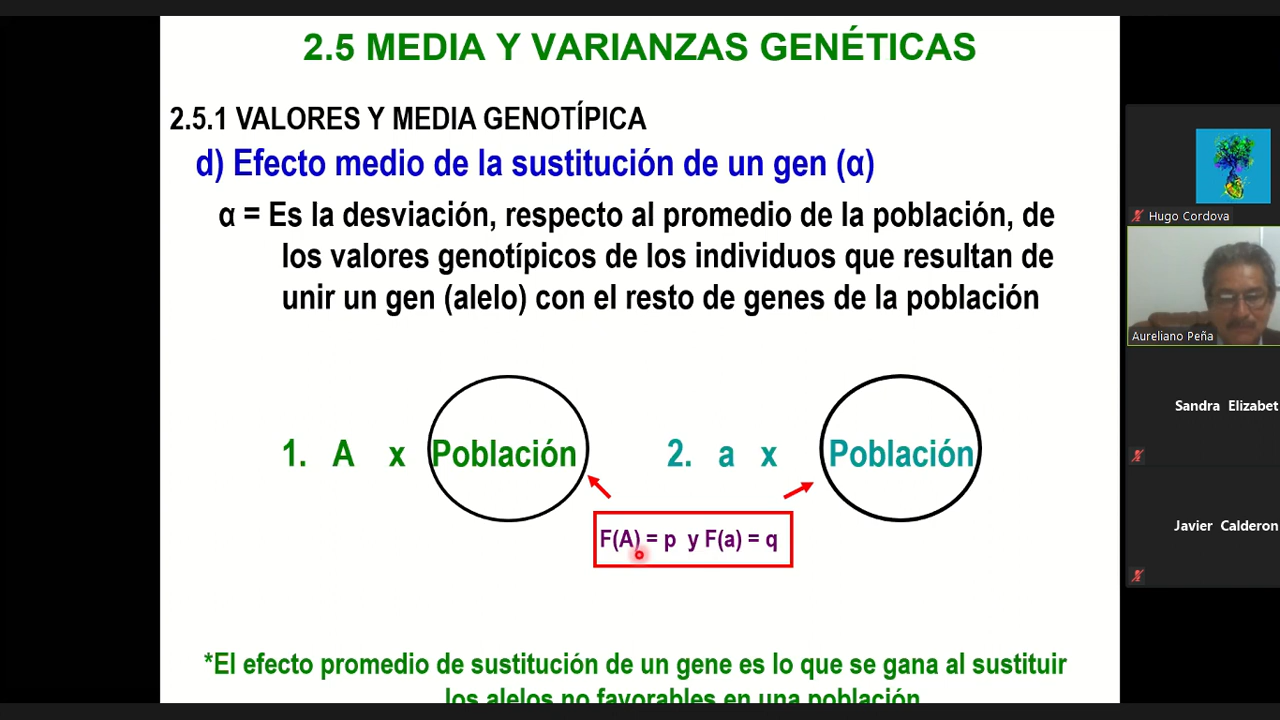 2.5 MEDIA Y VARIANZAS GENÉTICAS
2.5.1 VALORES Y MEDIA GENOTÍPICA
d) Efecto medio de la sustitución de un gen (α)
α = Es la desviación, respecto al promedio de la población, de
los valores genotípicos de los individuos que resultan de
unir un gen (alelo) con el resto de genes de la población
1. A x Población
2. a x Población
F(A) = p y F(a) = q
*El efecto promedio de sustitución de un gene es lo que se gana al sustituir
los alelos no favorables en una población
Hugo Cordova
Aureliano Peña
Sandra Elizabet
Javier Calderon